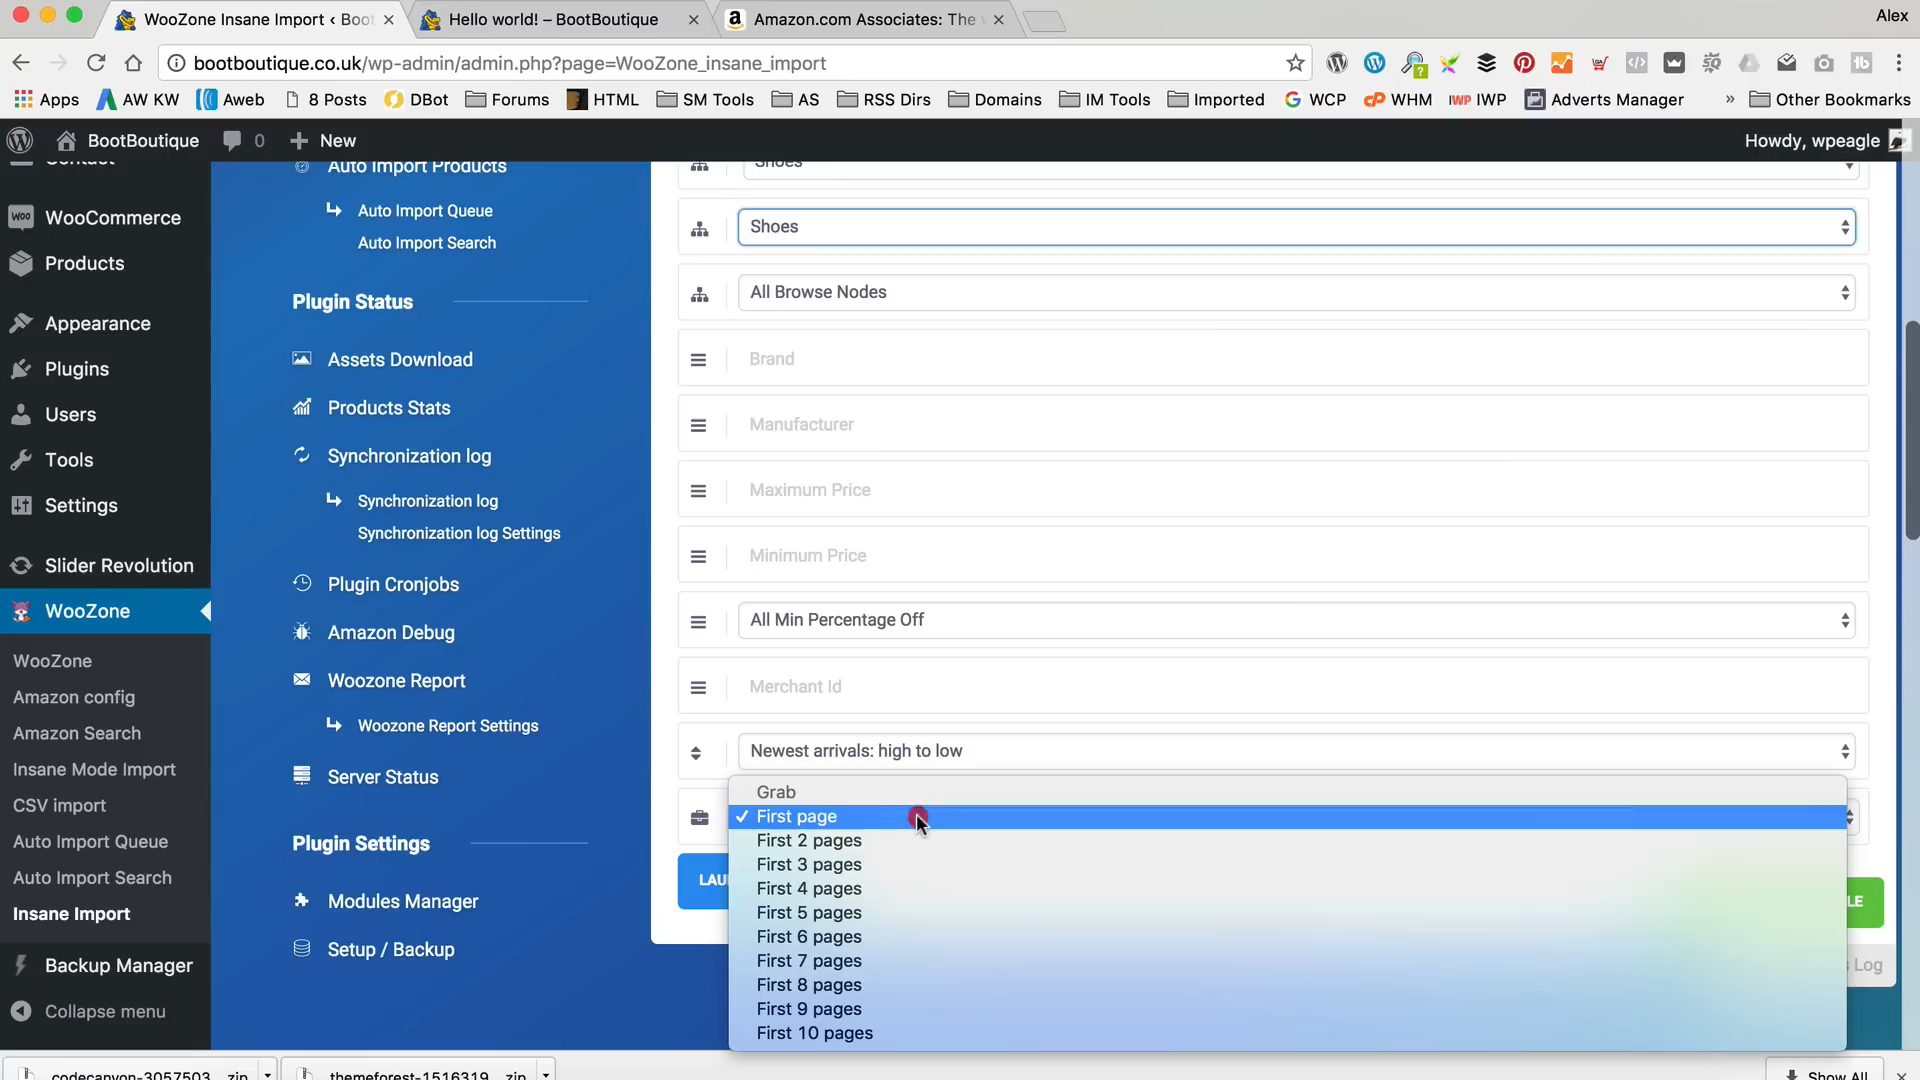 WooZone Insane Import ‹ Boot
Hello world! – BootBoutique
Amazon.com Associates: The
Alex
bootboutique.co.uk/wp-admin/admin.php?page=WooZone_insane_import
Apps
AW KW
Aweb
8 Posts
DBot
Forums
HTML
SM Tools
AS
RSS Dirs
Domains
IM Tools
Imported
WCP
WHM
IWP
Adverts Manager
»
Other Bookmarks
BootBoutique
0
New
Howdy, wpeagle
Contact
WooCommerce
Products
Appearance
Plugins
Users
Tools
Settings
Slider Revolution
WooZone
WooZone
Amazon config
Amazon Search
Insane Mode Import
CSV import
Auto Import Queue
Auto Import Search
Insane Import
Backup Manager
Collapse menu
Auto Import Products
Auto Import Queue
Auto Import Search
Plugin Status
Assets Download
Products Stats
Synchronization log
Synchronization log
Synchronization log Settings
Plugin Cronjobs
Amazon Debug
Woozone Report
Woozone Report Settings
Server Status
Plugin Settings
Modules Manager
Setup / Backup
Shoes
Shoes
All Browse Nodes
Brand
Manufacturer
Maximum Price
Minimum Price
All Min Percentage Off
Merchant Id
Newest arrivals: high to low
Grab
✓ First page
First 2 pages
First 3 pages
First 4 pages
First 5 pages
First 6 pages
First 7 pages
First 8 pages
First 9 pages
First 10 pages
LAU
LE
Log
codecanyon-3057503....zip
themeforest-1516319....zip
Show All